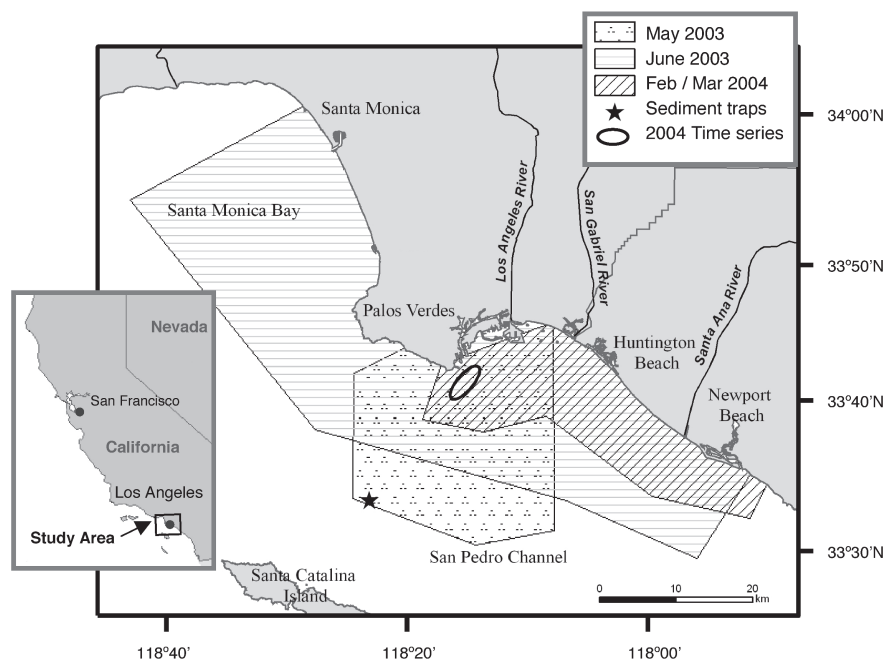 May 2003
June 2003
Feb / Mar 2004
Sediment traps
2004 Time series
Santa Monica
34°00'N
Los Angeles River
San Gabriel River
Santa Monica Bay
33°50'N
Santa Ana River
Palos Verdes
Nevada
Huntington
Beach
San Francisco
Newport
Beach
33°40'N
California
Los Angeles
Study Area
San Pedro Channel
33°30'N
Santa Catalina
Island
0 10 20
km
118°40' 118°20' 118°00'